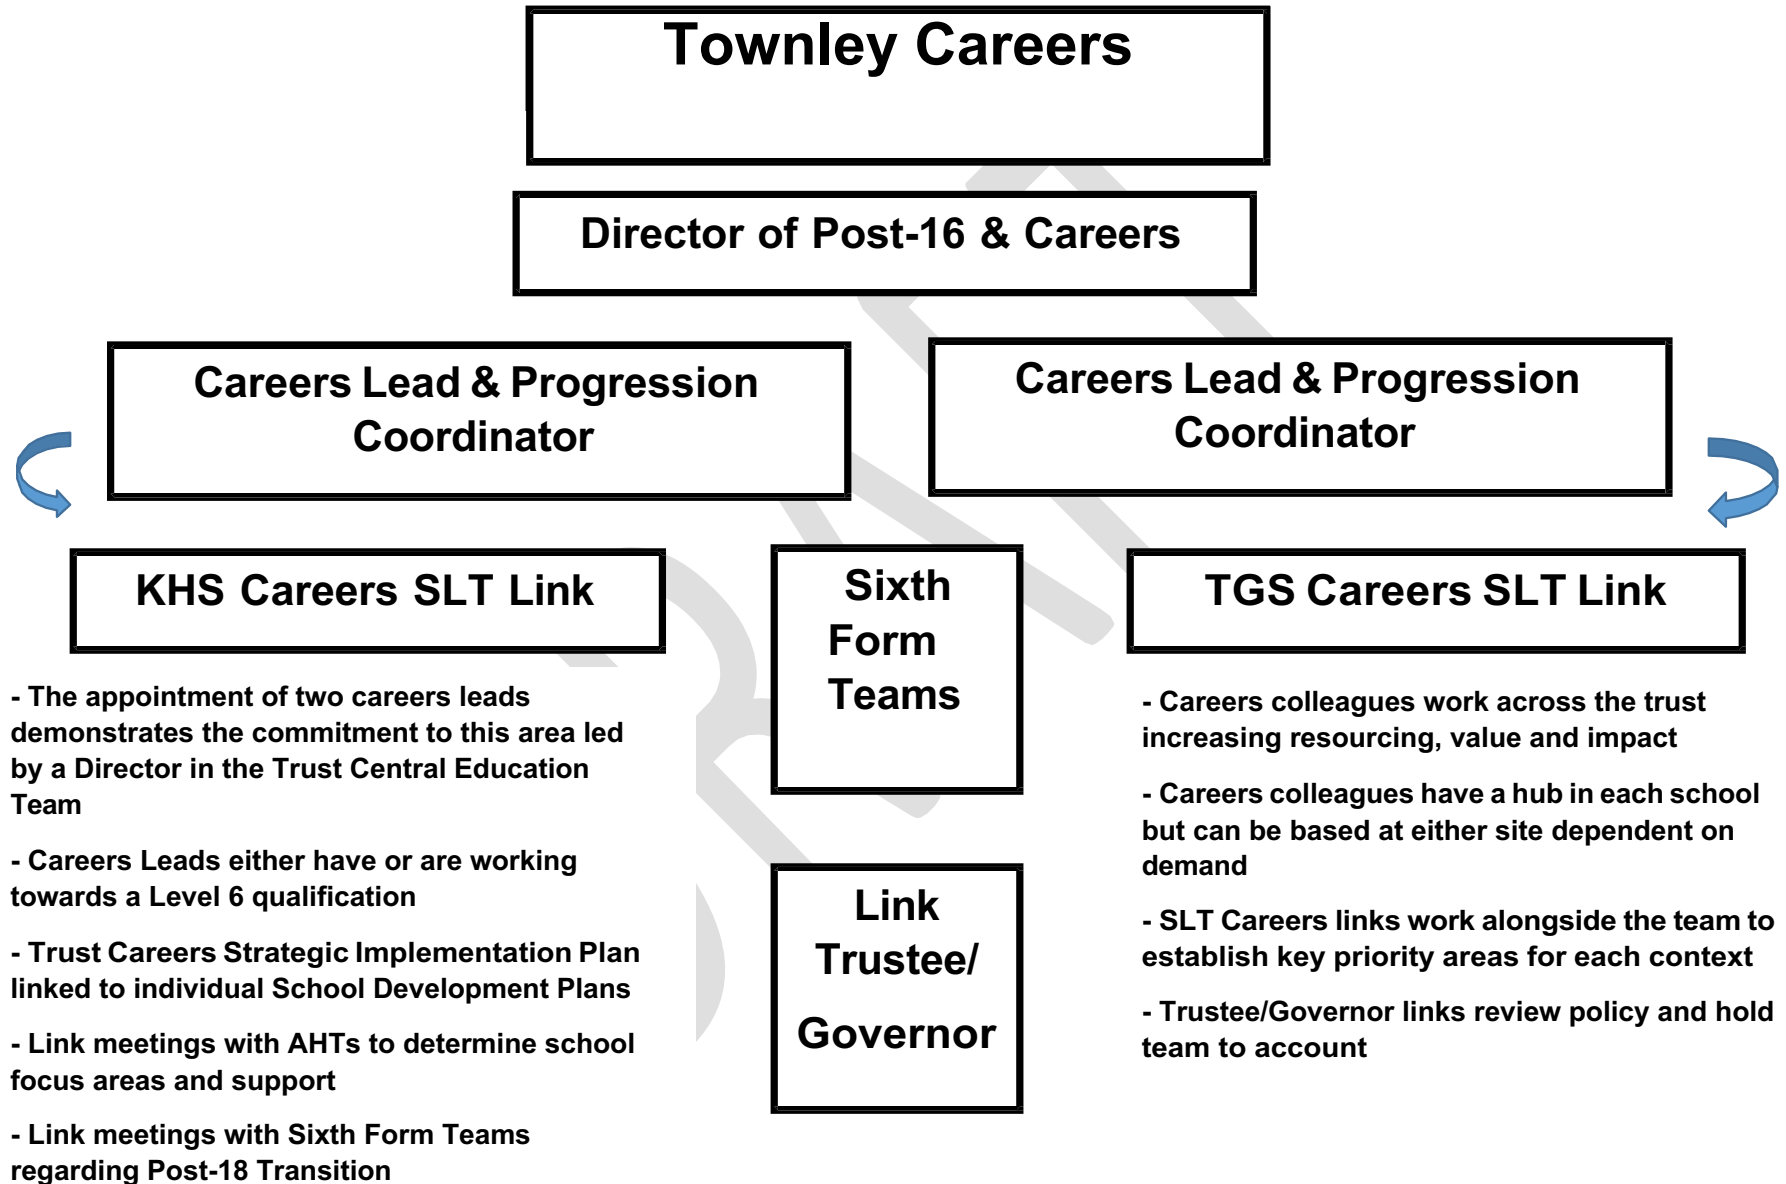 Townley Careers
Director of Post-16 & Careers
Careers Lead & Progression
Coordinator
Careers Lead & Progression
Coordinator
KHS Careers SLT Link
Sixth
Form
Teams
TGS Careers SLT Link
- The appointment of two careers leads
demonstrates the commitment to this area led
by a Director in the Trust Central Education
Team
- Careers Leads either have or are working
towards a Level 6 qualification
- Trust Careers Strategic Implementation Plan
linked to individual School Development Plans
- Link meetings with AHTs to determine school
focus areas and support
- Link meetings with Sixth Form Teams
regarding Post-18 Transition
Link
Trustee/
Governor
- Careers colleagues work across the trust
increasing resourcing, value and impact
- Careers colleagues have a hub in each school
but can be based at either site dependent on
demand
- SLT Careers links work alongside the team to
establish key priority areas for each context
- Trustee/Governor links review policy and hold
team to account
DRAFT